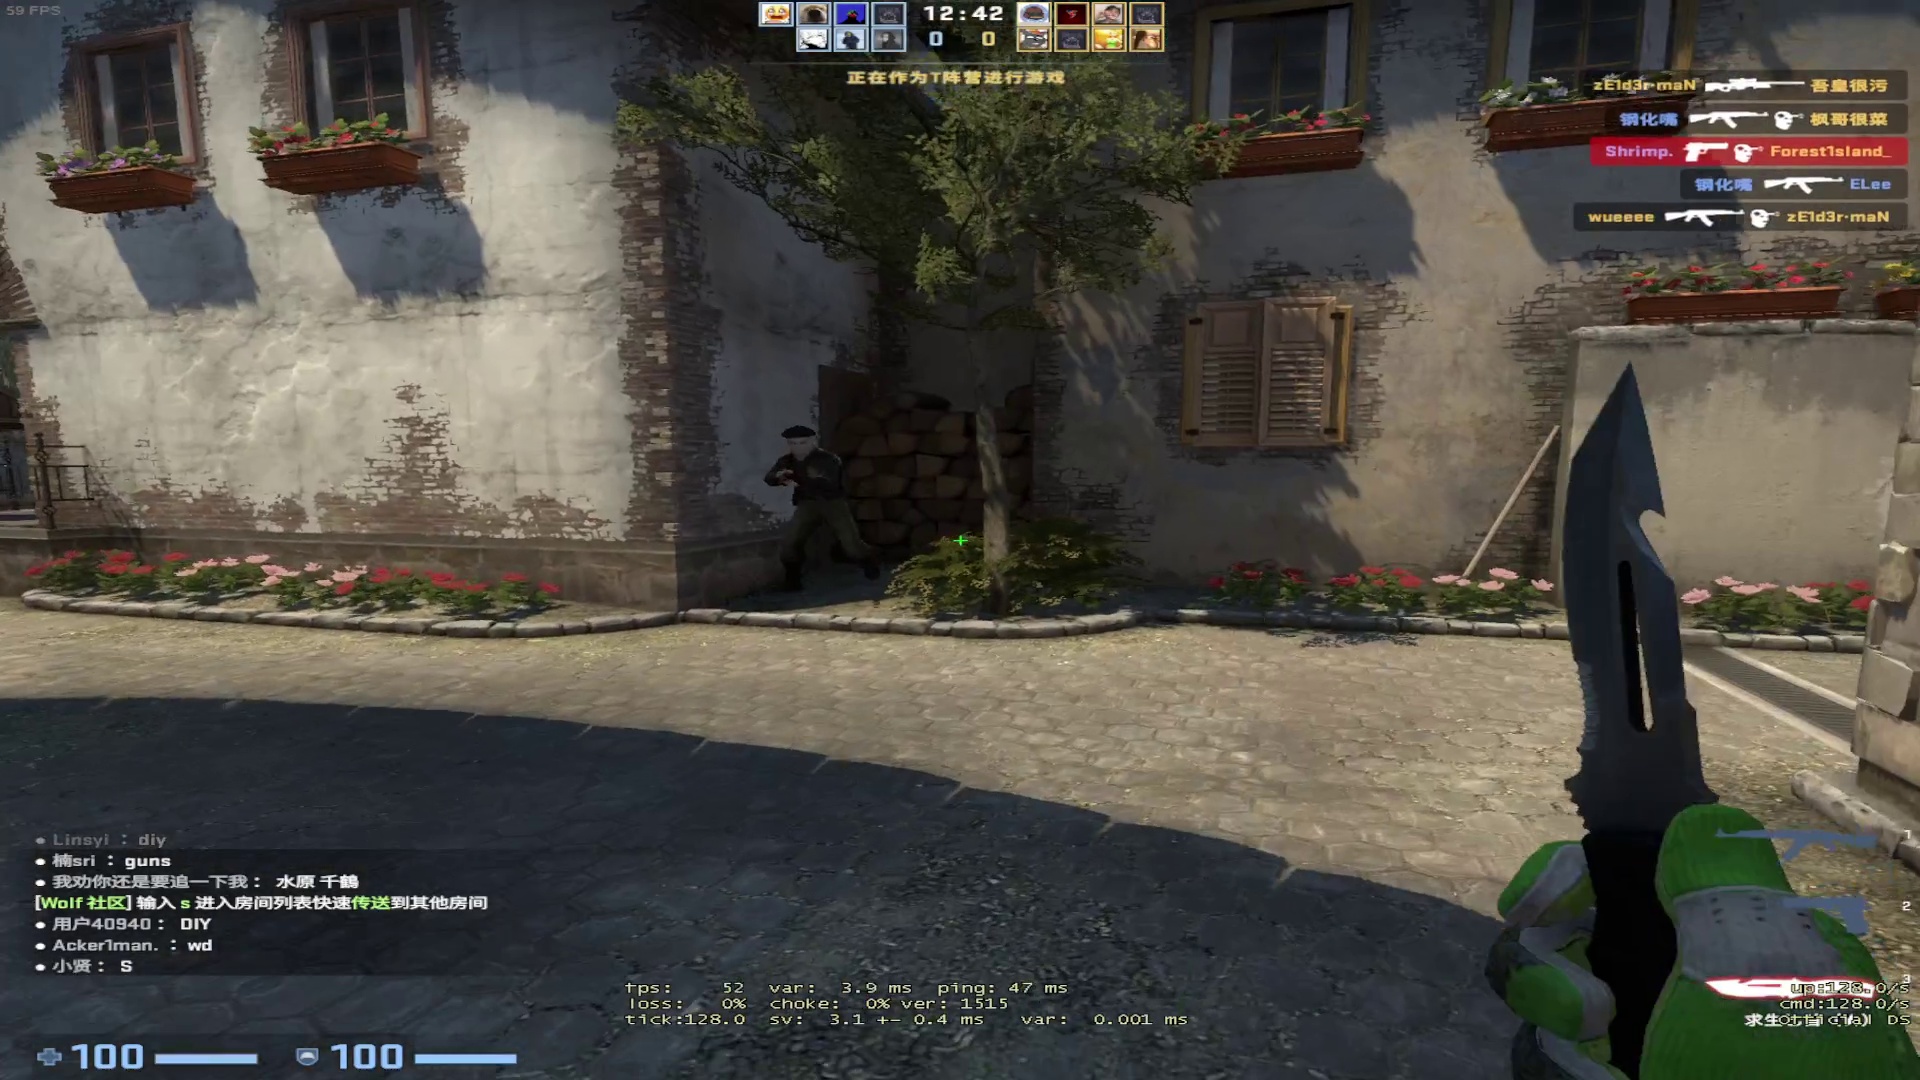 59 FPS
12:42
0 0
正在作为T阵营进行游戏
zE1d3r·maN 吾皇很污
钢化嘴 枫哥很菜
Shrimp. Forest1sland_
钢化嘴 ELee
wueeee zE1d3r·maN
Linsyi : diy
楠sri : guns
我劝你还是要追一下我: 水原 千鶴
[Wolf 社区] 输入 s 进入房间列表快速传送到其他房间
用户40940: DIY
Acker1man. : wd
小贤: S
fps: 52 var: 3.9 ms ping: 47 ms
loss: 0% choke: 0% ver: 1515
tick:128.0 sv: 3.1 +- 0.4 ms var: 0.001 ms
1
2
3
up:128.0/s
cmd:128.0/s
100 100